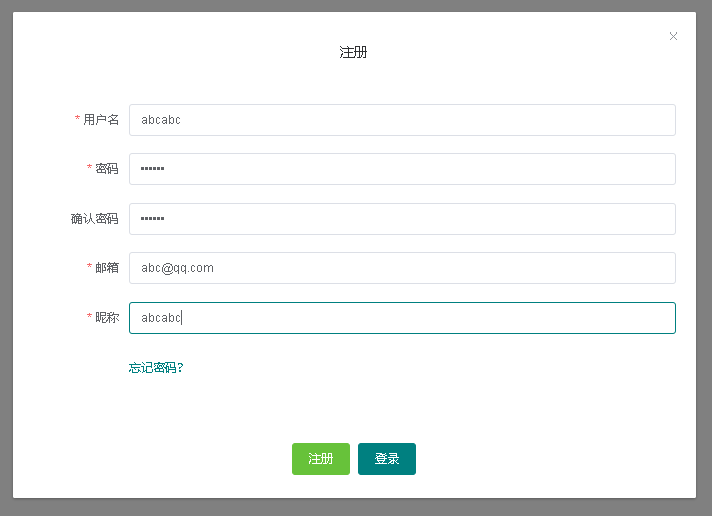 注册
* 用户名 abcabc
* 密码 ••••••
确认密码 ••••••
* 邮箱 abc@qq.com
* 昵称 abcabc
忘记密码?
注册 登录